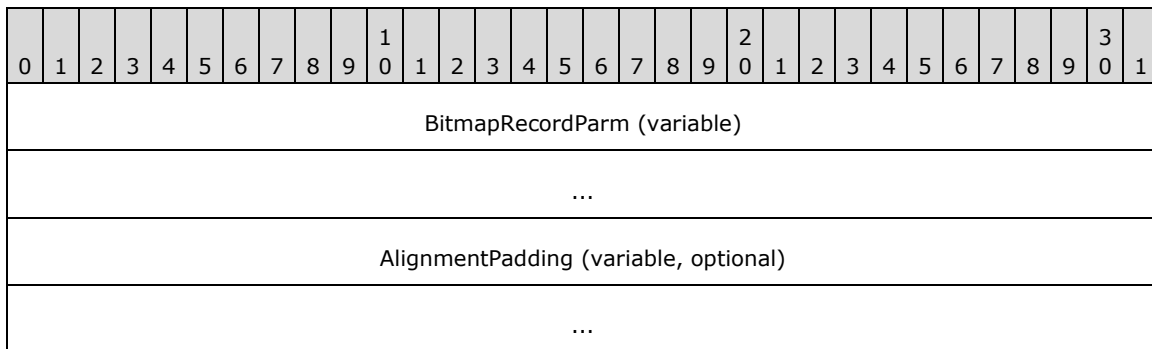 1 2 3
0 1 2 3 4 5 6 7 8 9 0 1 2 3 4 5 6 7 8 9 0 1 2 3 4 5 6 7 8 9 0 1
BitmapRecordParm (variable)
...
AlignmentPadding (variable, optional)
...